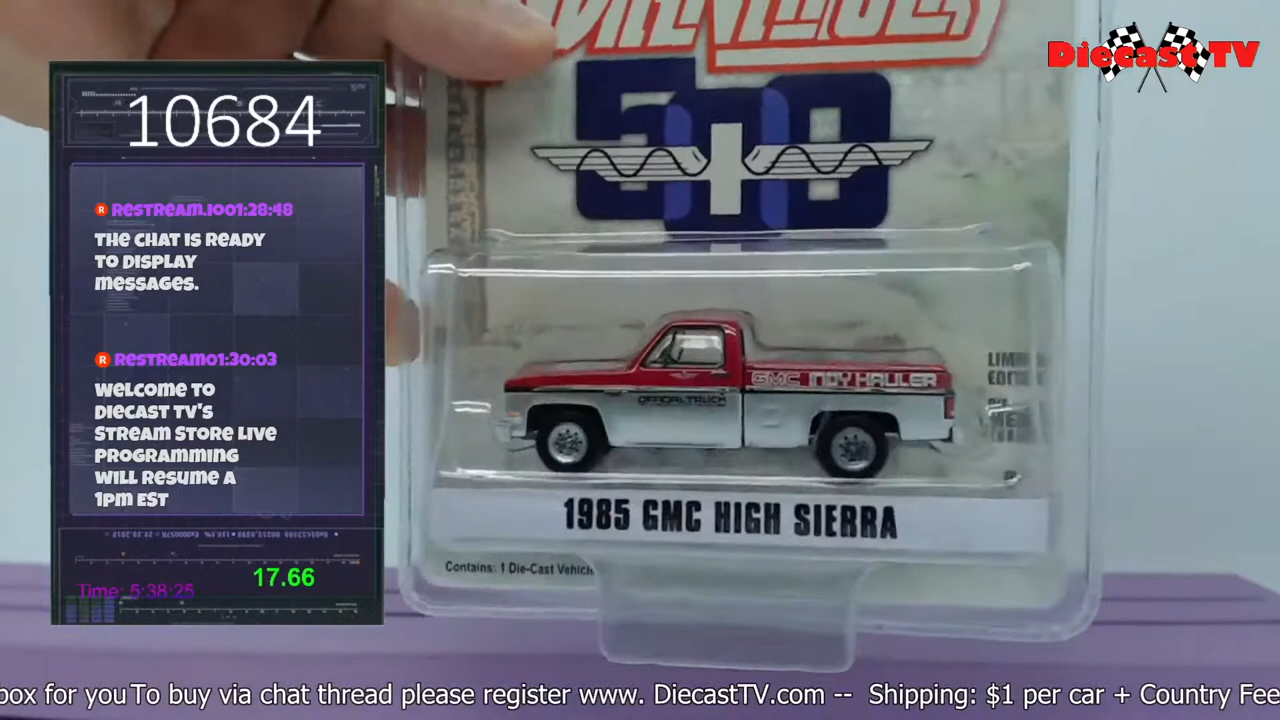 Diecast TV
10684
500
RESTREAM.IO01:28:48
THE CHAT IS READY
TO DISPLAY
MESSAGES.
RESTREAM01:30:03
WELCOME TO
DIECAST TV'S
STREAM STORE LIVE
PROGRAMMING
WILL RESUME A
1PM EST
GMC INDY HAULER
OFFICIAL TRUCK
LIMITED
1985 GMC HIGH SIERRA
Contains: 1 Die-Cast Vehicle
17.66
Time: 5:38:25
box for you To buy via chat thread please register www. DiecastTV.com -- Shipping: $1 per car + Country Fee